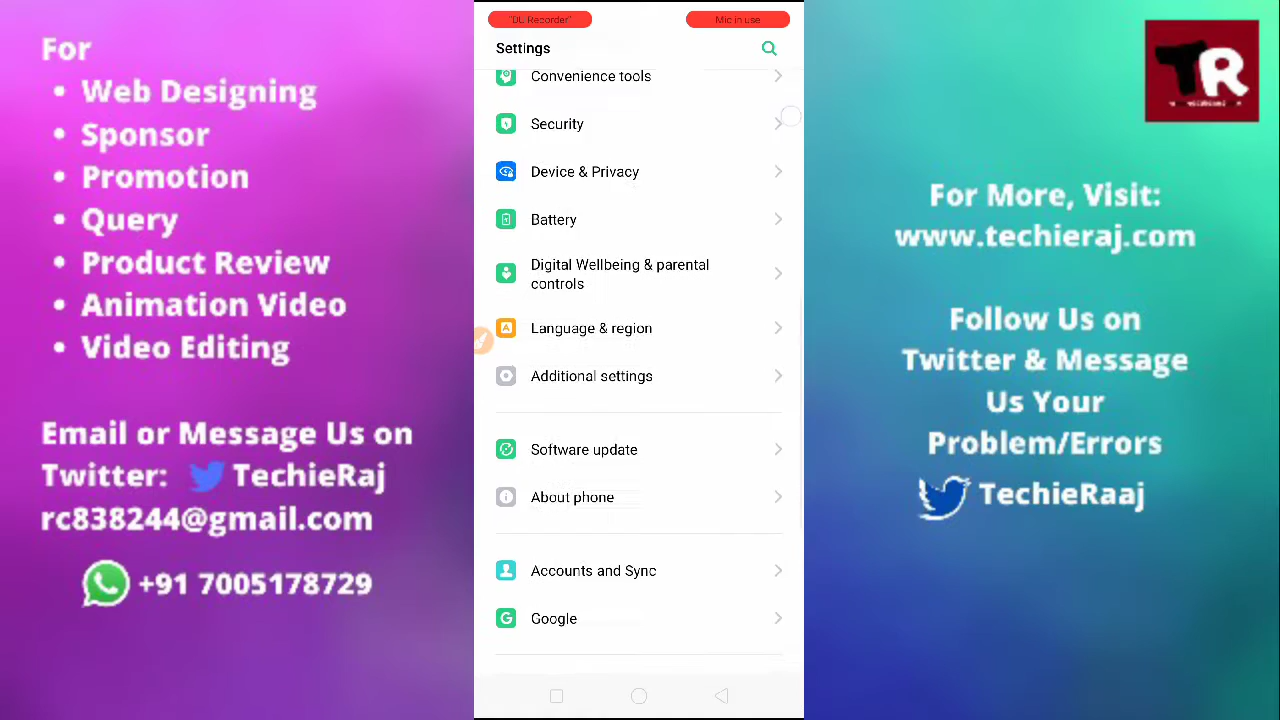 For
Web Designing
Sponsor
Promotion
Query
Product Review
Animation Video
Video Editing
Email or Message Us on
Twitter: TechieRaj
rc838244@gmail.com
+91 7005178729
"DU Recorder"
Mic in use
Settings
Convenience tools
Security
Device & Privacy
Battery
Digital Wellbeing & parental
controls
Language & region
Additional settings
Software update
About phone
Accounts and Sync
Google
TR
For More, Visit:
www.techieraj.com
Follow Us on
Twitter & Message
Us Your
Problem/Errors
TechieRaaj